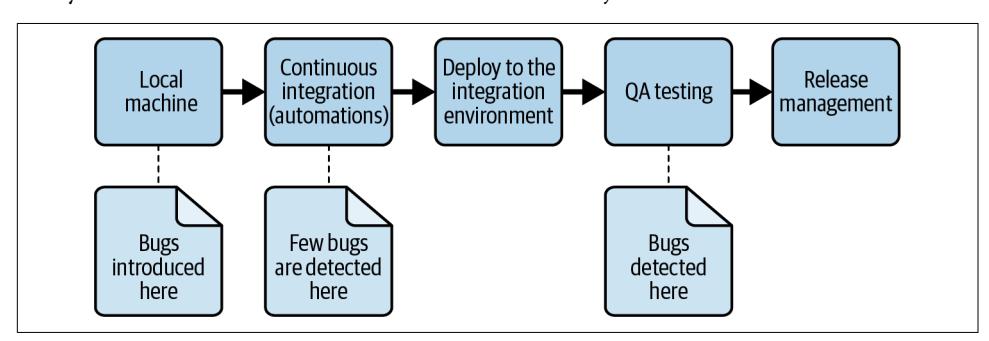 Local
machine
Continuous
integration
(automations)
Deploy to the
integration
environment
QA testing
Release
management
Bugs
introduced
here
Few bugs
are detected
here
Bugs
detected
here